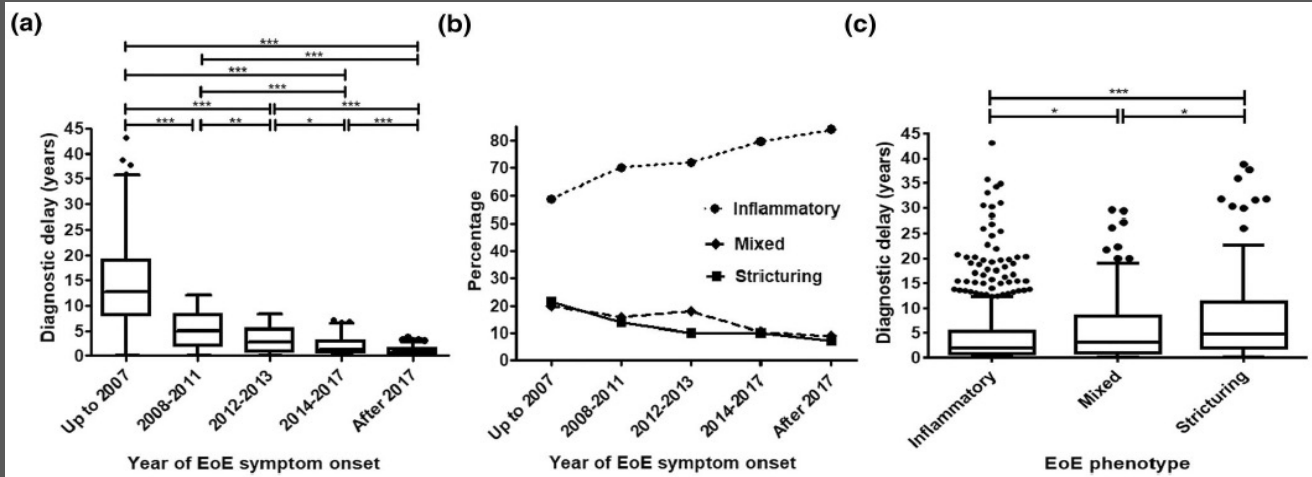 (a)
***
***
***
***
*** ***
*** ** * ***
Diagnostic delay (years)
45
40
35
30
25
20
15
10
5
0
Up to 2007
2008-2011
2012-2013
2014-2017
After 2017
Year of EoE symptom onset
(b)
Percentage
80
70
60
50
40
30
20
10
0
Inflammatory
Mixed
Stricturing
Up to 2007
2008-2011
2012-2013
2014-2017
After 2017
Year of EoE symptom onset
(c)
***
* *
Diagnostic delay (years)
45
40
35
30
25
20
15
10
5
0
Inflammatory
Mixed
Stricturing
EoE phenotype